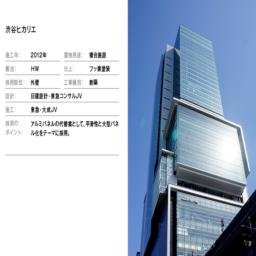 渋谷ヒカリエ
施工年： 2012年 建物用途： 複合施設
製法： HW 仕上： フッ素塗装
採用部位： 外壁 工事種別： 新築
設計： 日建設計・東急コンサルJV
施工： 東急・大成JV
採用の アルミパネルの代替案として、平滑性と大型パネ
ポイント： ル化をテーマに採用。